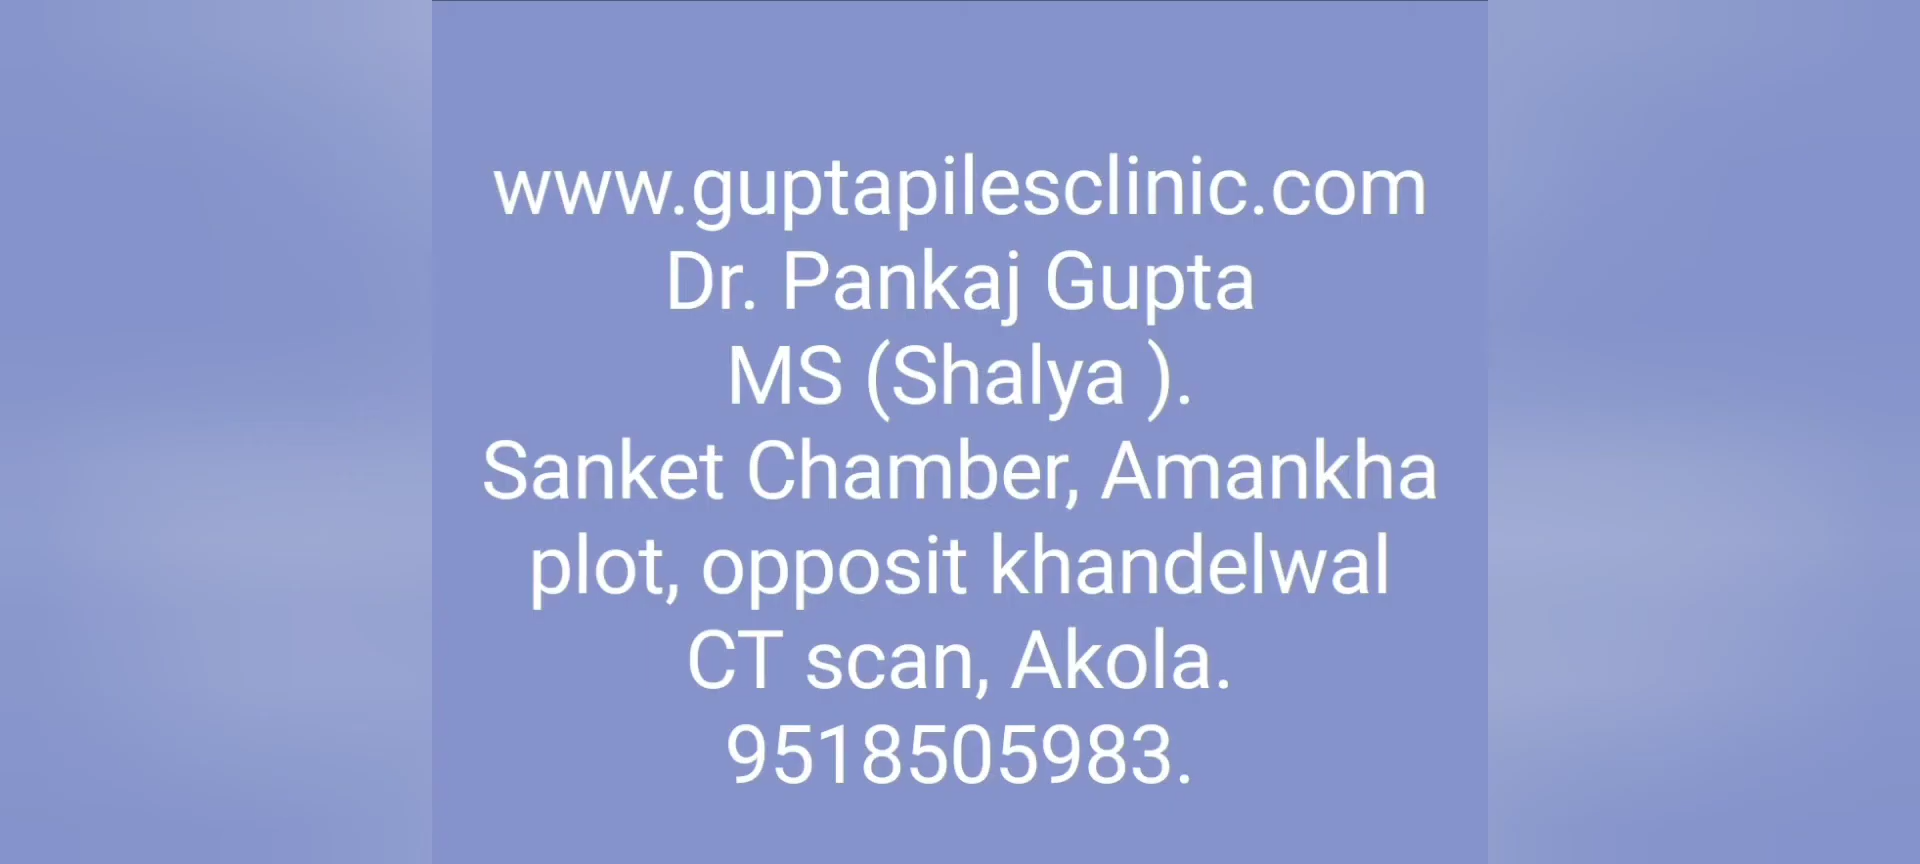 www.guptapilesclinic.com
Dr. Pankaj Gupta
MS (Shalya ).
Sanket Chamber, Amankha
plot, opposit khandelwal
CT scan, Akola.
9518505983.